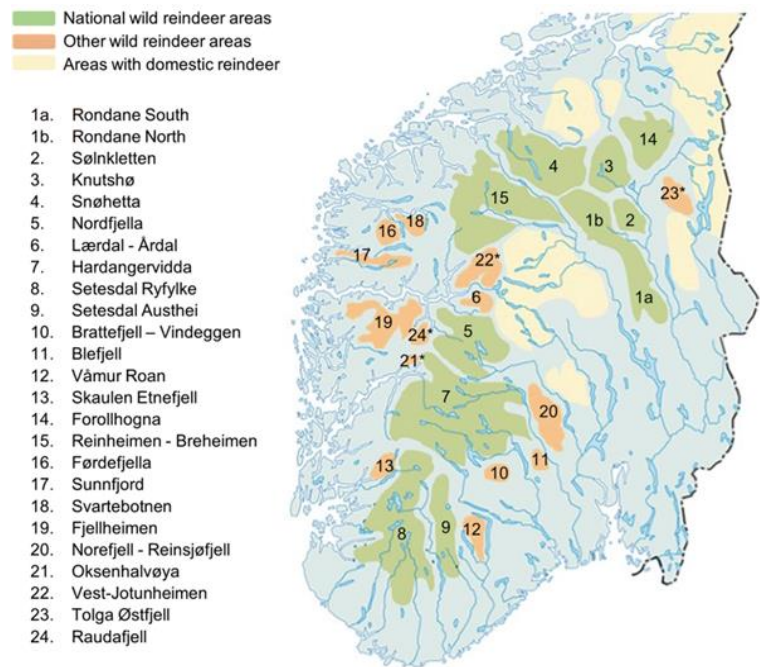 National wild reindeer areas
Other wild reindeer areas
Areas with domestic reindeer
1a. Rondane South
1b. Rondane North
2. Sølnkletten
3. Knutshø
4. Snøhetta
5. Nordfjella
6. Lærdal - Årdal
7. Hardangervidda
8. Setesdal Ryfylke
9. Setesdal Austhei
10. Brattefjell – Vindeggen
11. Blefjell
12. Våmur Roan
13. Skaulen Etnefjell
14. Forollhogna
15. Reinheimen - Breheimen
16. Førdefjella
17. Sunnfjord
18. Svartebotnen
19. Fjellheimen
20. Norefjell - Reinsjøfjell
21. Oksenhalvøya
22. Vest-Jotunheimen
23. Tolga Østfjell
24. Raudafjell
14
4
3
15
23*
1b
2
18
16
17
22*
6
1a
19
24*
5
21*
7
20
11
13
10
12
9
8